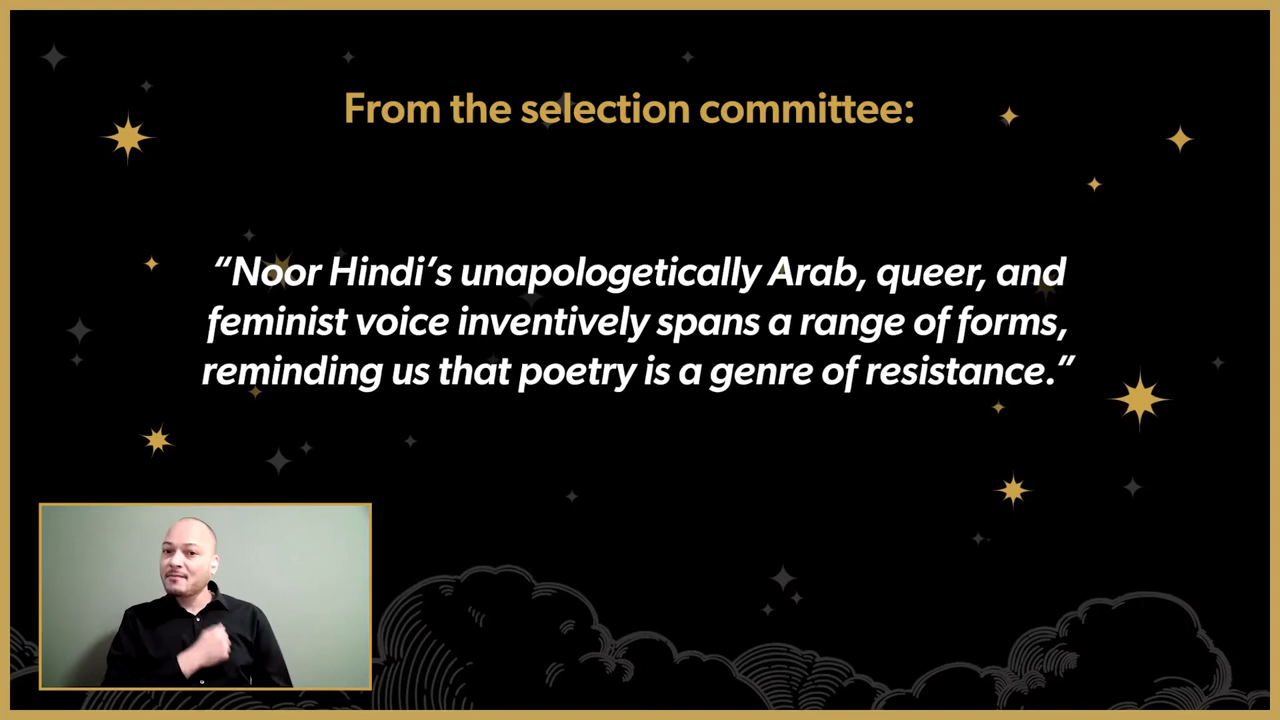 From the selection committee:
“Noor Hindi’s unapologetically Arab, queer, and
feminist voice inventively spans a range of forms,
reminding us that poetry is a genre of resistance.”